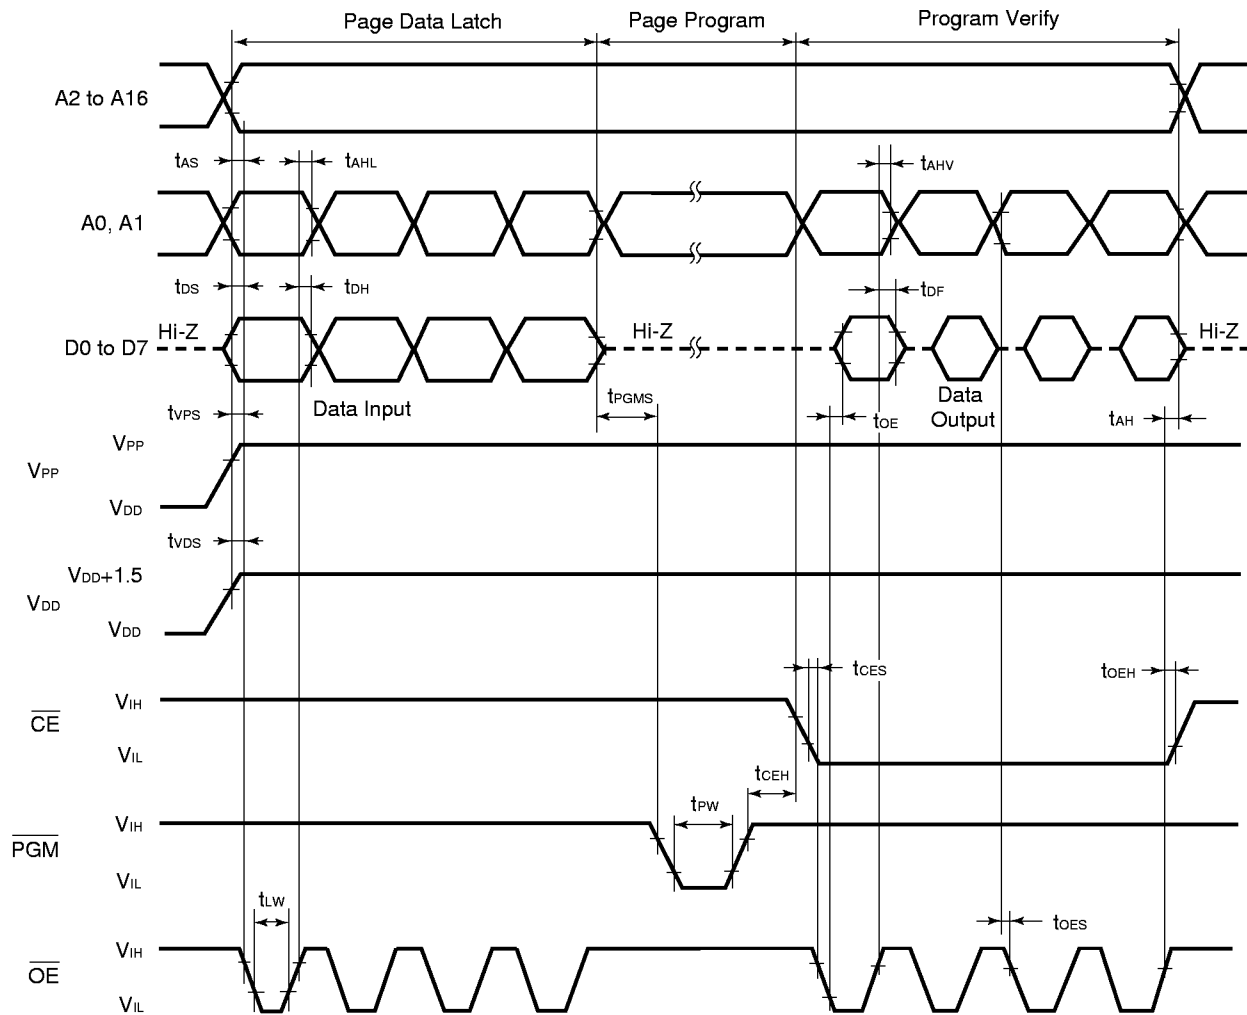 Page Data Latch
Page Program
Program Verify
A2 to A16
tAS
tAHL
tAHV
A0, A1
tDS
tDH
tDF
Hi-Z
Hi-Z
Hi-Z
D0 to D7
Data Input
Data
Output
tPGMS
tVPS
tOE
tAH
VPP
VPP
VDD
tVDS
VDD+1.5
VDD
VDD
tCES
tOEH
VIH
CE
VIL
tCEH
tPW
VIH
PGM
VIL
tLW
tOES
VIH
OE
VIL